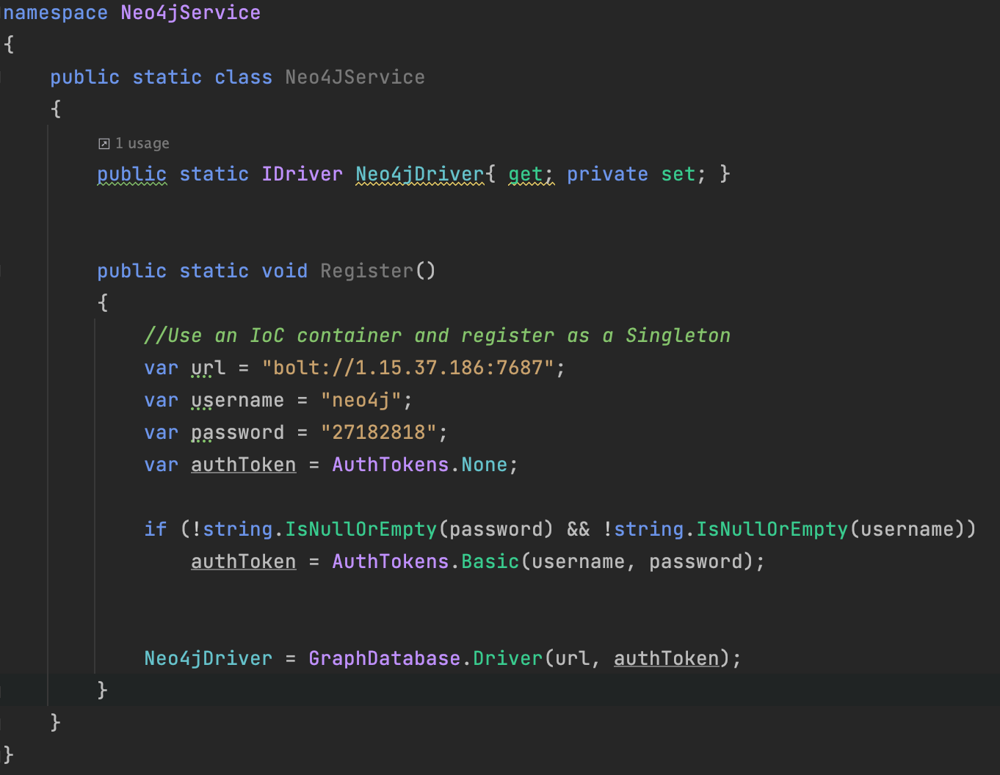 namespace Neo4jService
{
    public static class Neo4JService
    {
        1 usage
        public static IDriver Neo4jDriver{ get; private set; }
        public static void Register()
        {
            //Use an IoC container and register as a Singleton
            var url = "bolt://1.15.37.186:7687";
            var username = "neo4j";
            var password = "27182818";
            var authToken = AuthTokens.None;
            if (!string.IsNullOrEmpty(password) && !string.IsNullOrEmpty(username))
                authToken = AuthTokens.Basic(username, password);
            Neo4jDriver = GraphDatabase.Driver(url, authToken);
        }
    }
}